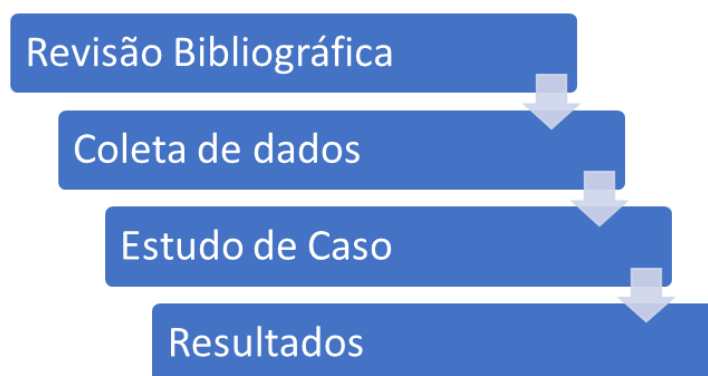 Revisão Bibliográfica
Coleta de dados
Estudo de Caso
Resultados